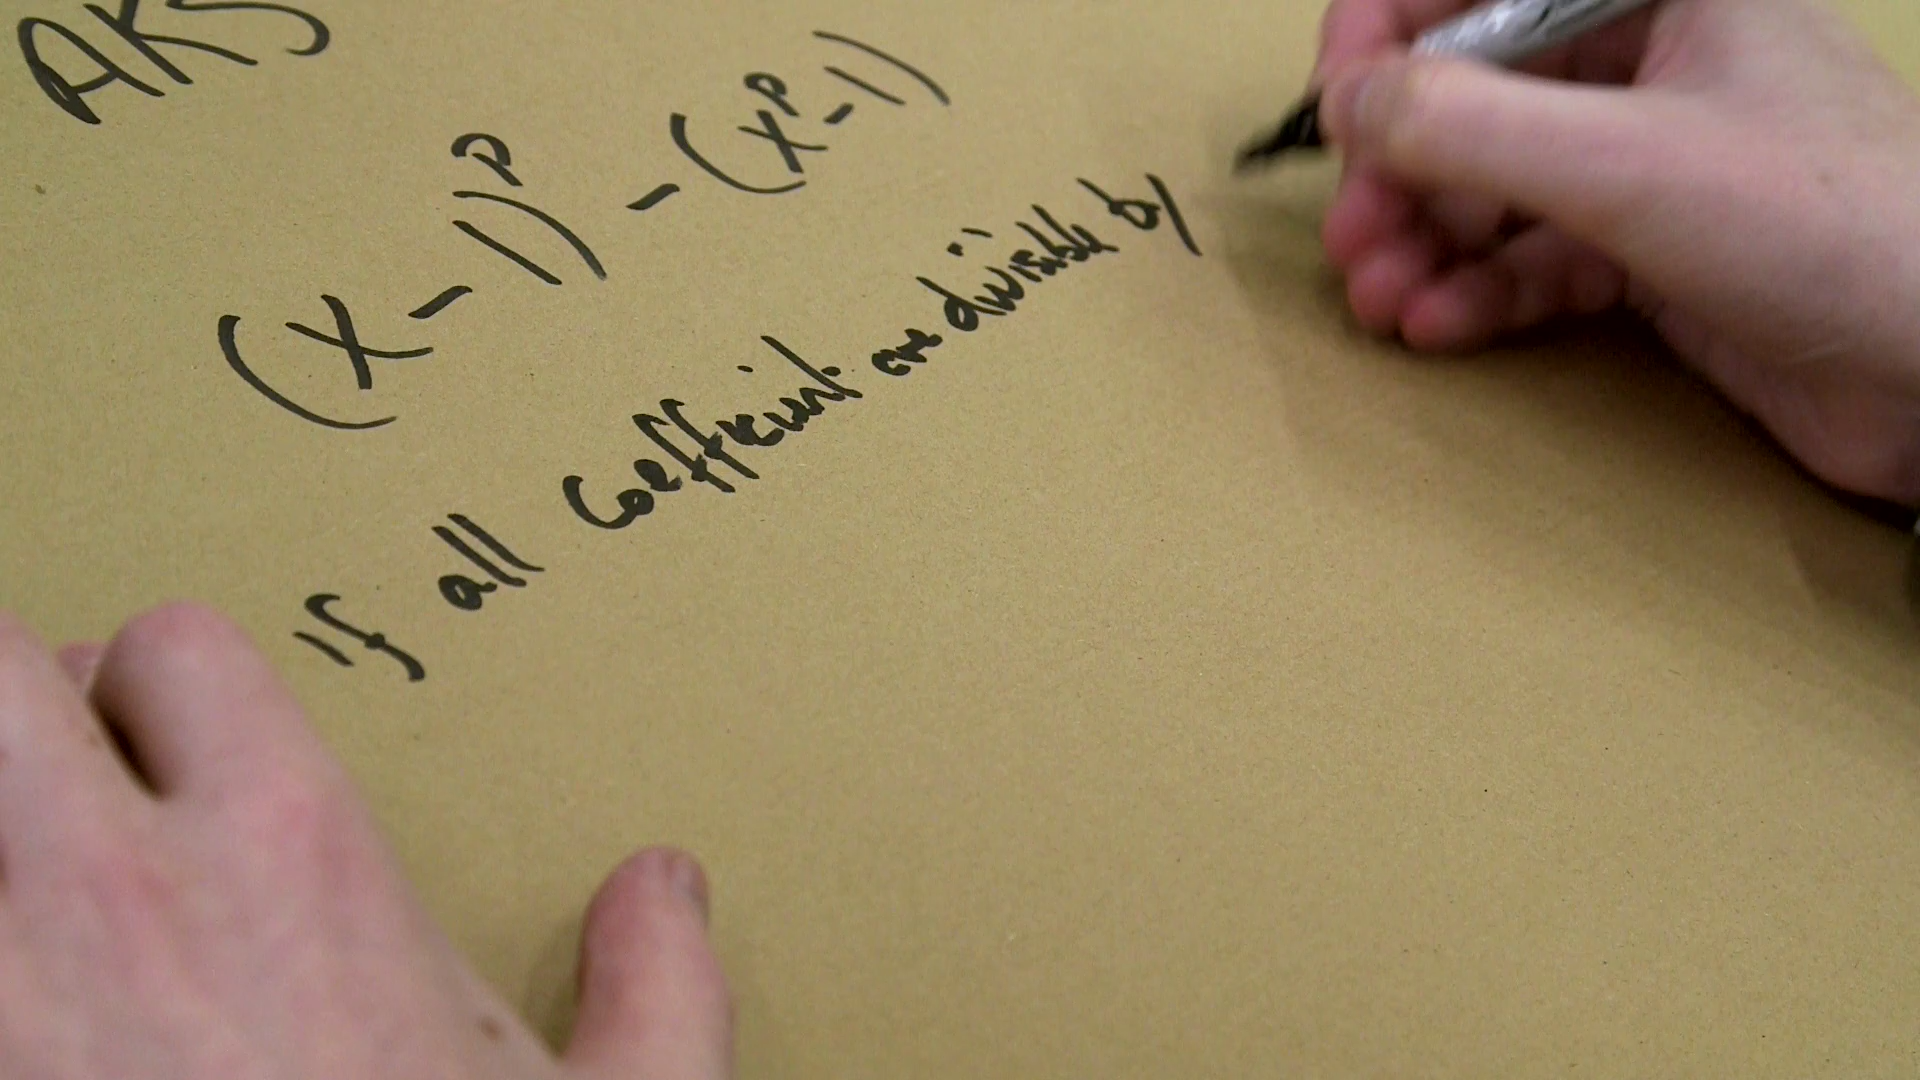 AKS
(x-1)^p - (x^p-1)
If all coefficients are divisible by